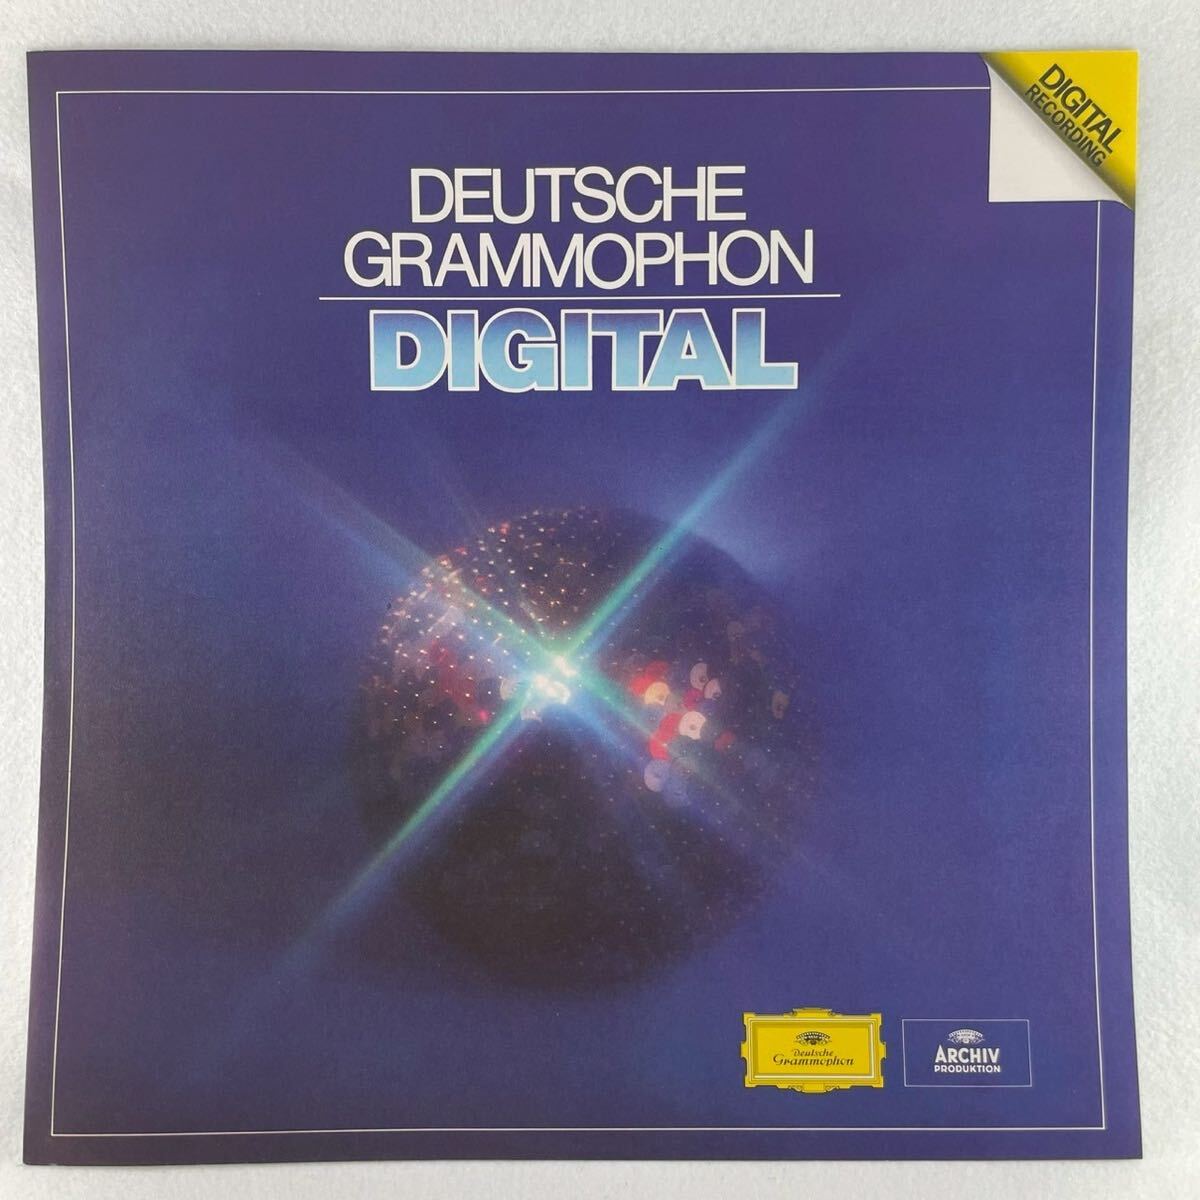 DIGITAL
RECORDING
DEUTSCHE
GRAMMOPHON
DIGITAL
Deutsche
Grammophon
ARCHIV
PRODUKTION